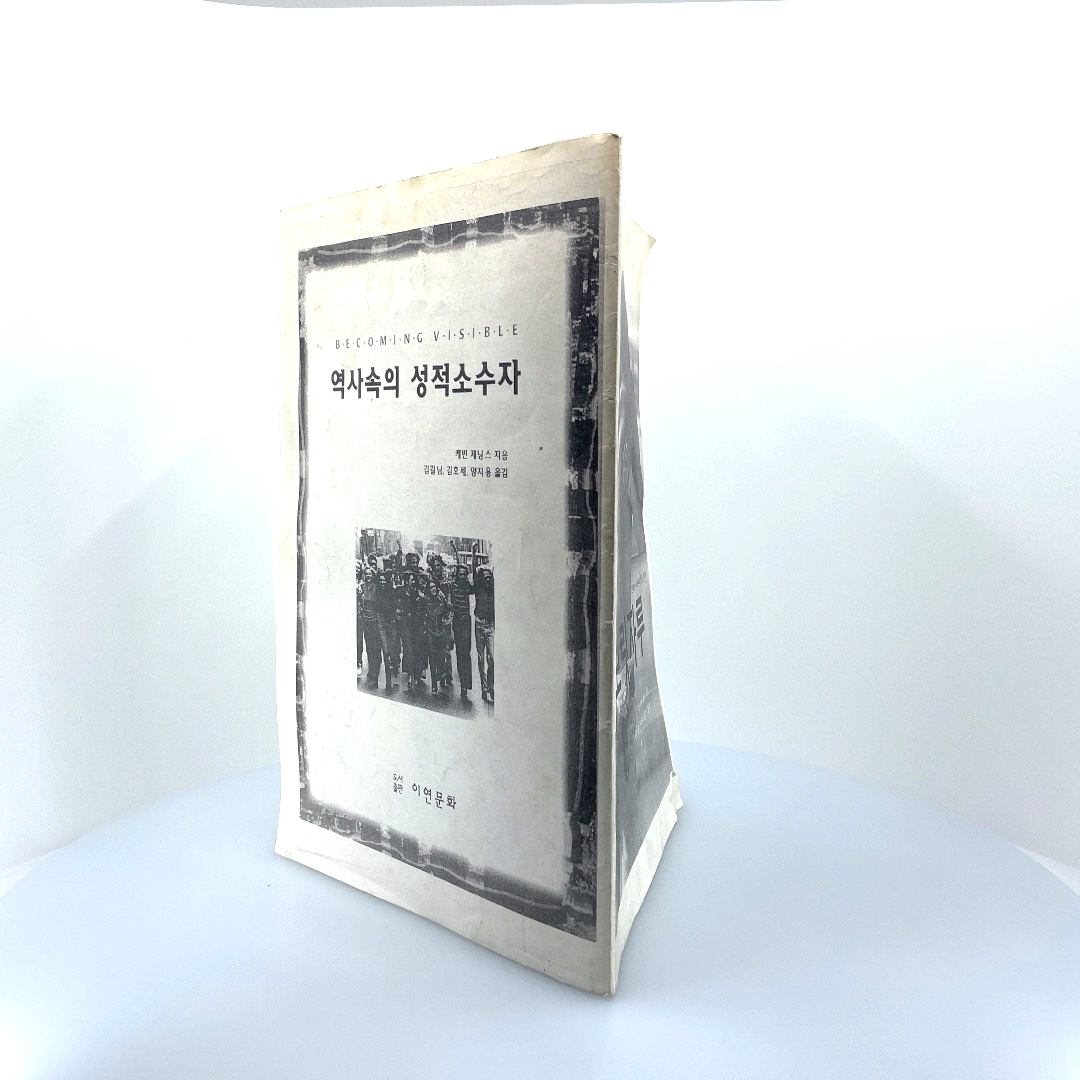 B·E·C·O·M·I·N·G V·I·S·I·B·L·E
역사속의 성적소수자
케빈 제닝스 지음
김길님, 김호세, 양지용 옮김
도서
출판 이연문화